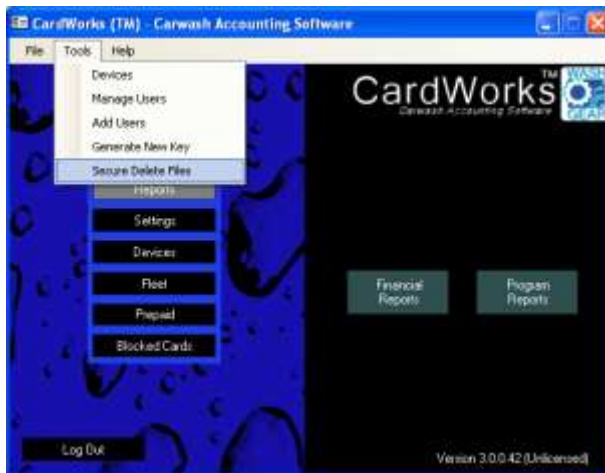 CardWorks (TM) - Carwash Accounting Software
File Tools Help
Devices
Manage Users
Add Users
Generate New Key
Secure Delete Files
Reports
Settings
Devices
Fleet
Prepaid
Blocked Cards
Log Out
CardWorks TM
Carwash Accounting Software
WASH
GEAR
Financial
Reports
Program
Reports
Version 3.0.0.42 (Unlicensed)